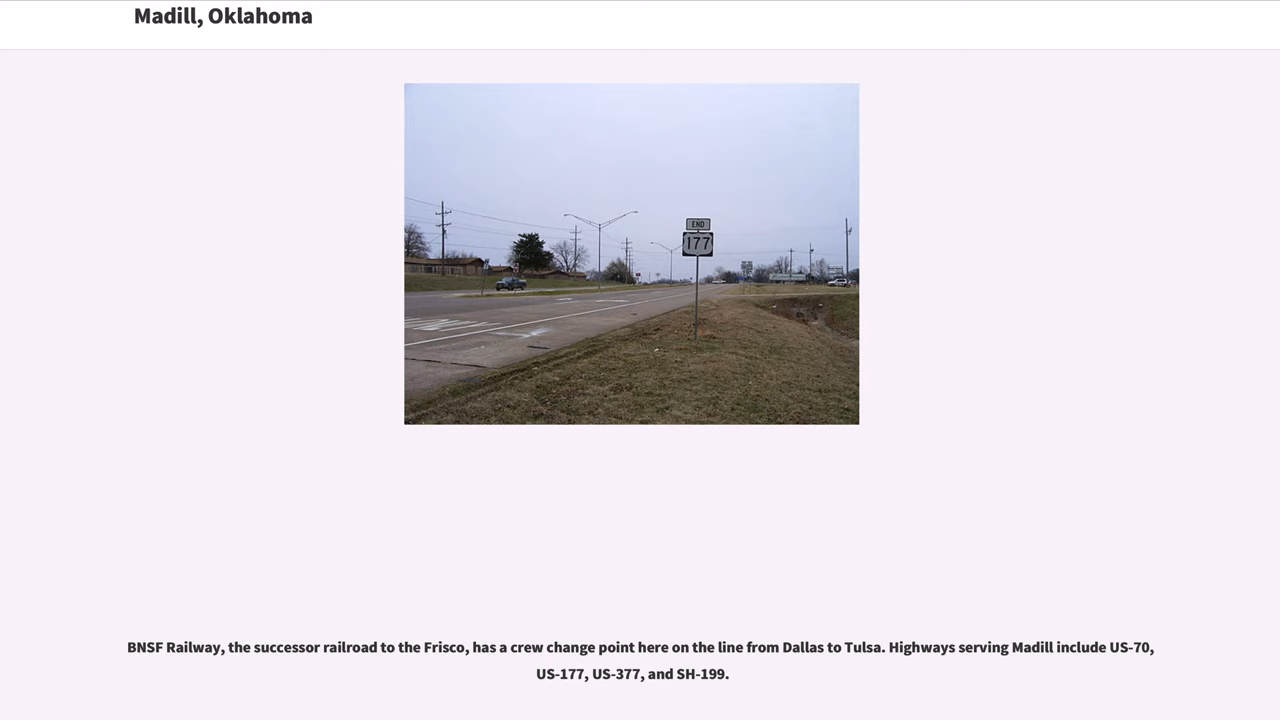 Madill, Oklahoma
END
177
BNSF Railway, the successor railroad to the Frisco, has a crew change point here on the line from Dallas to Tulsa. Highways serving Madill include US-70,
US-177, US-377, and SH-199.